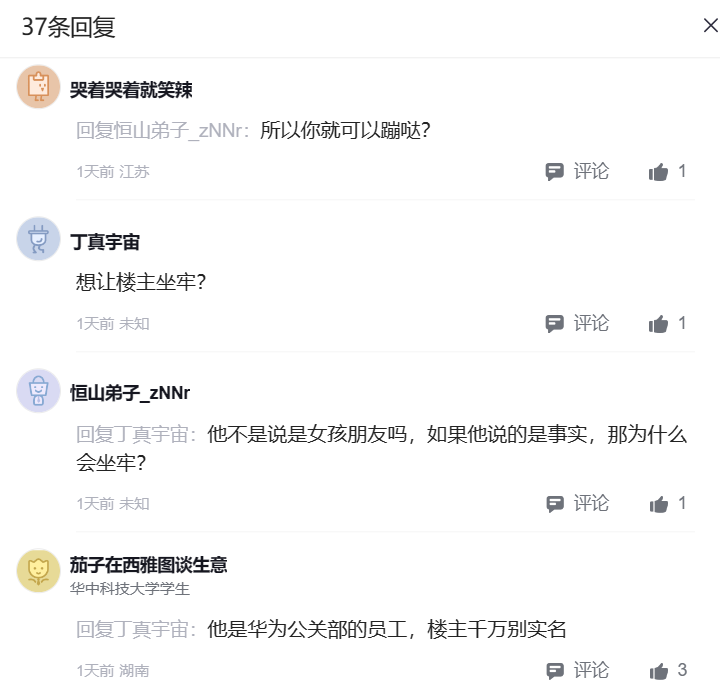 37条回复
哭着哭着就笑辣
回复恒山弟子_zNNr：所以你就可以蹦哒？
1天前 江苏
评论 1
丁真宇宙
想让楼主坐牢？
1天前 未知
评论 1
恒山弟子_zNNr
回复丁真宇宙：他不是说是女孩朋友吗，如果他说的是事实，那为什么
会坐牢？
1天前 未知
评论 1
茄子在西雅图谈生意
华中科技大学学生
回复丁真宇宙：他是华为公关部的员工，楼主千万别实名
1天前 湖南
评论 3